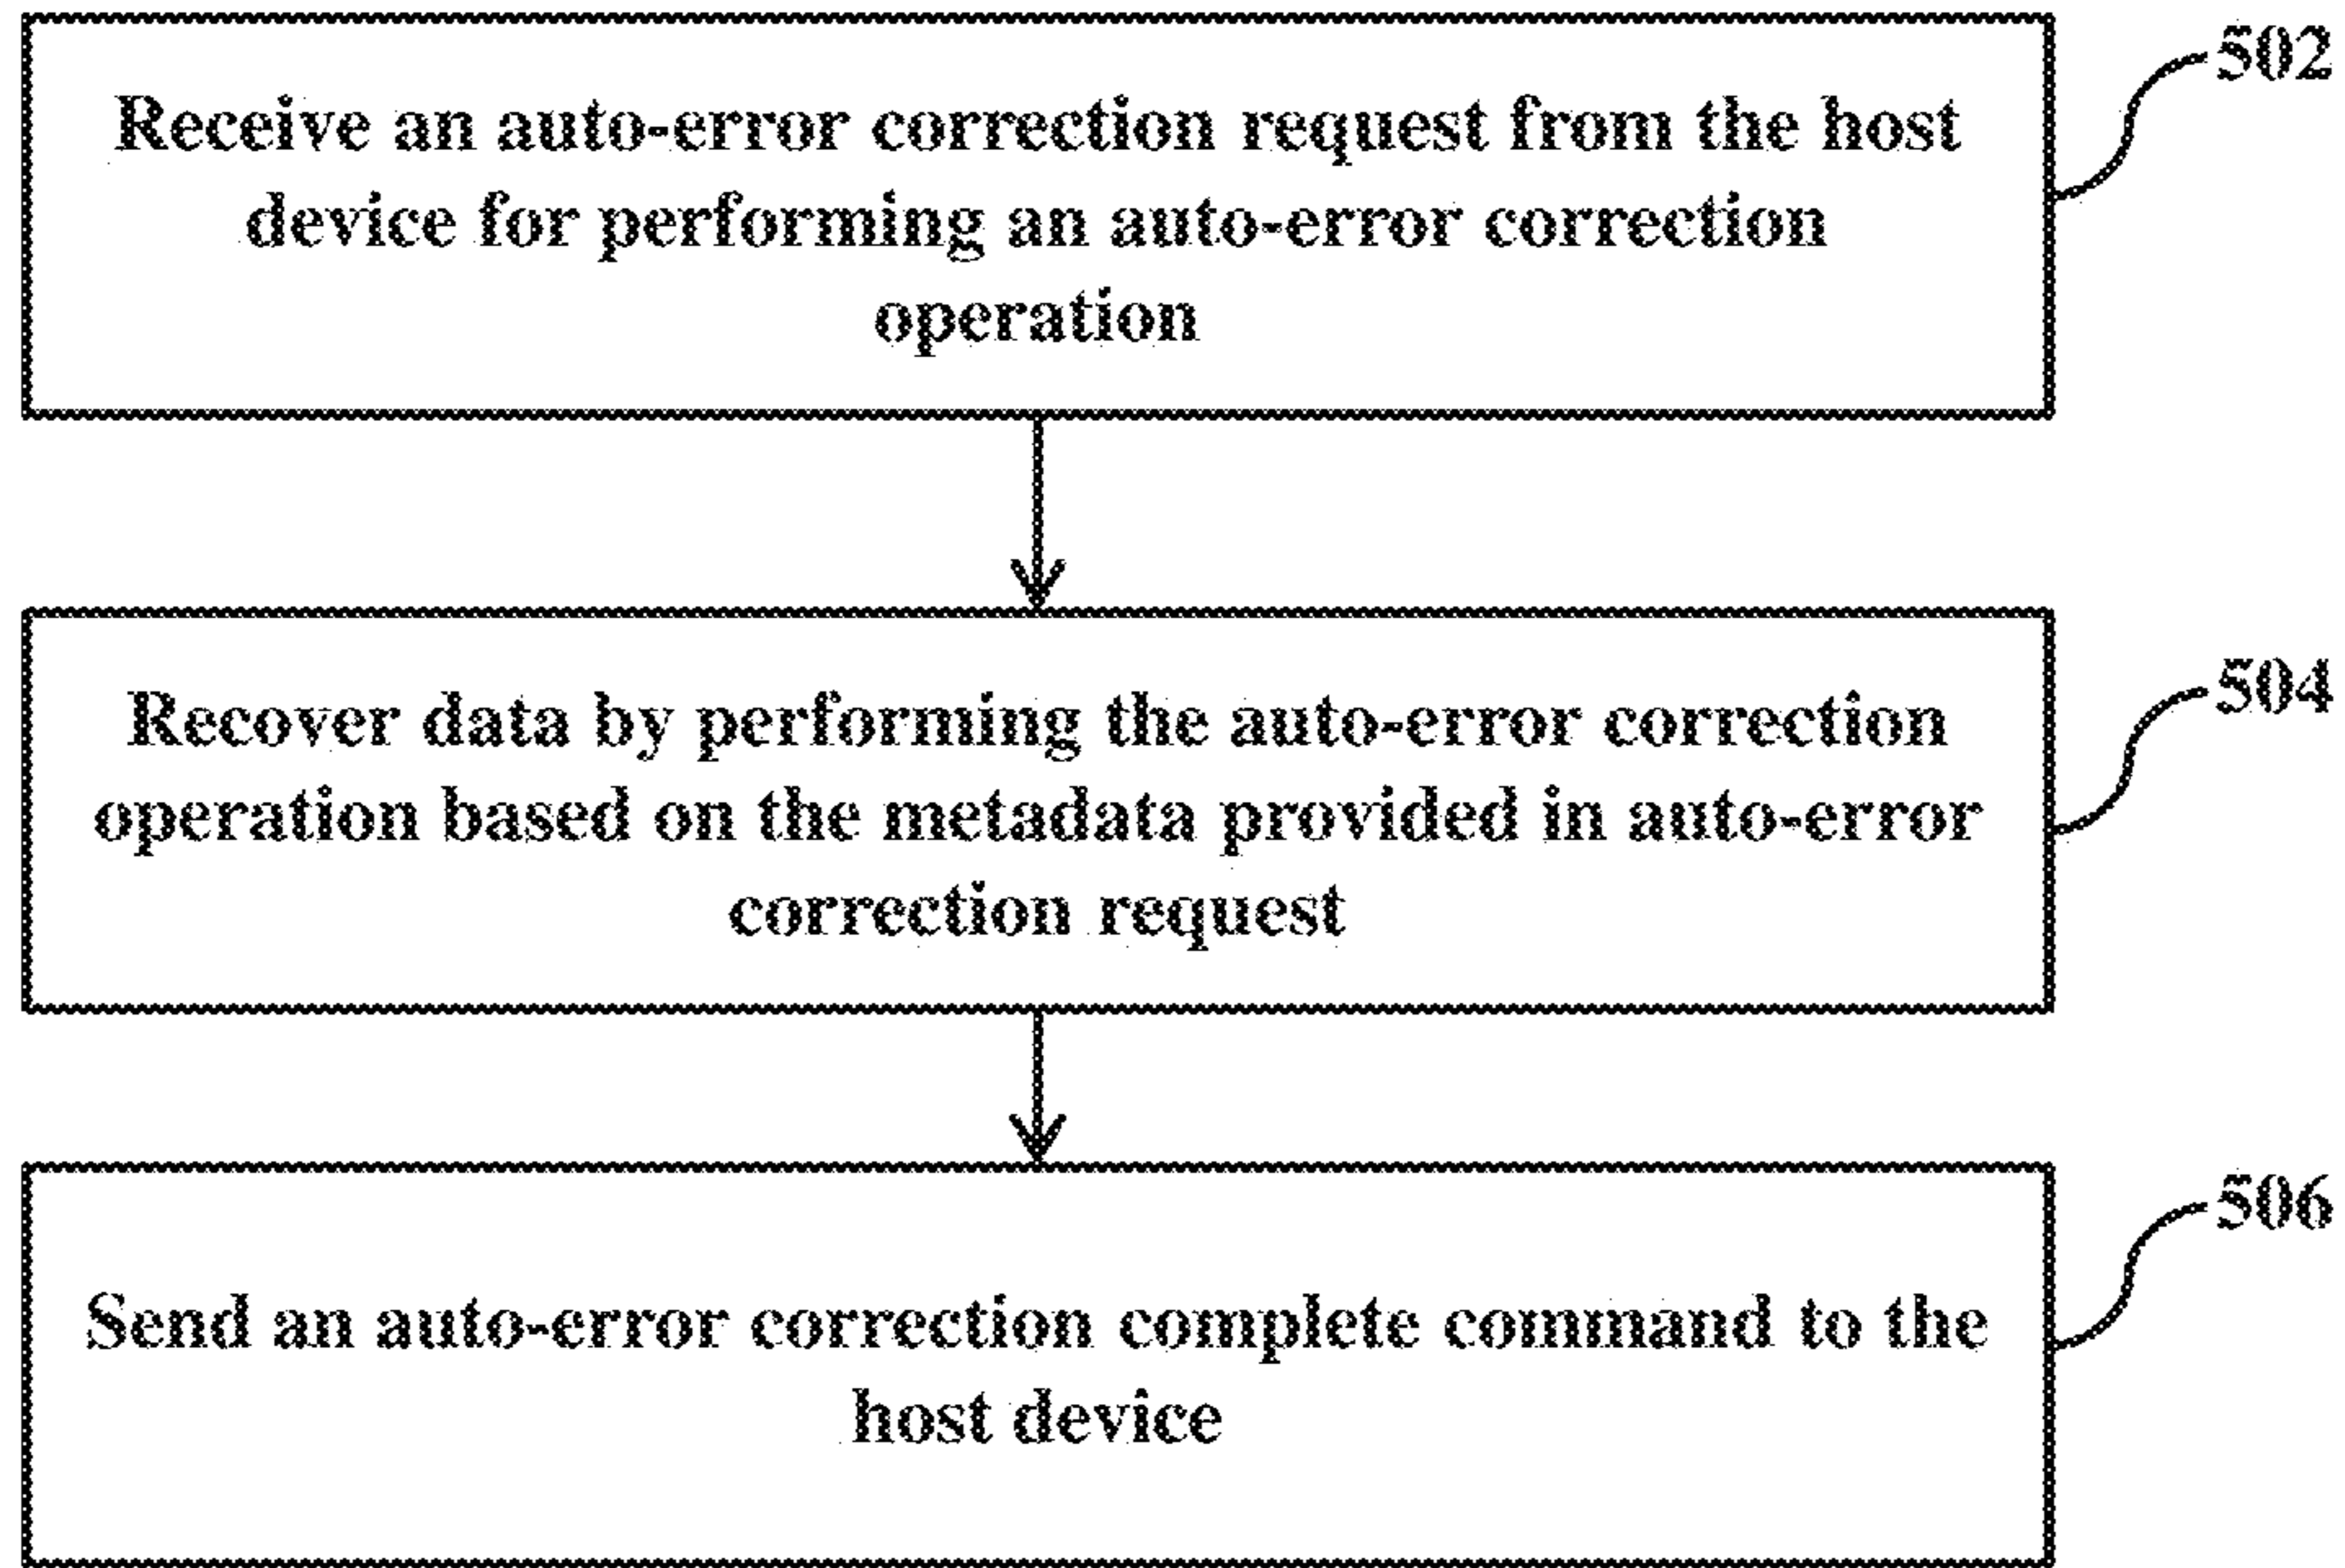 Receive an auto-error correction request from the host
device for performing an auto-error correction
operation
502
Recover data by performing the auto-error correction
operation based on the metadata provided in auto-error
correction request
504
Send an auto-error correction complete command to the
host device
506